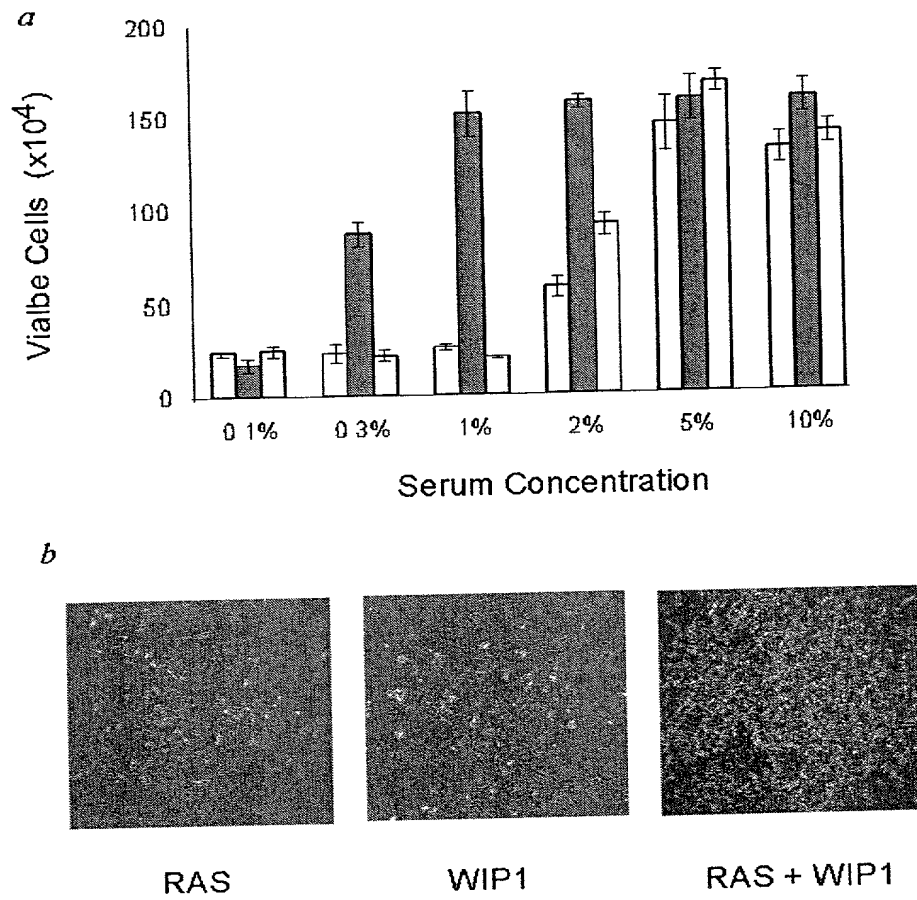 a
200
150
100
50
0
Vialbe Cells (x10⁴)
0 1% 0 3% 1% 2% 5% 10%
Serum Concentration
b
RAS WIP1 RAS + WIP1